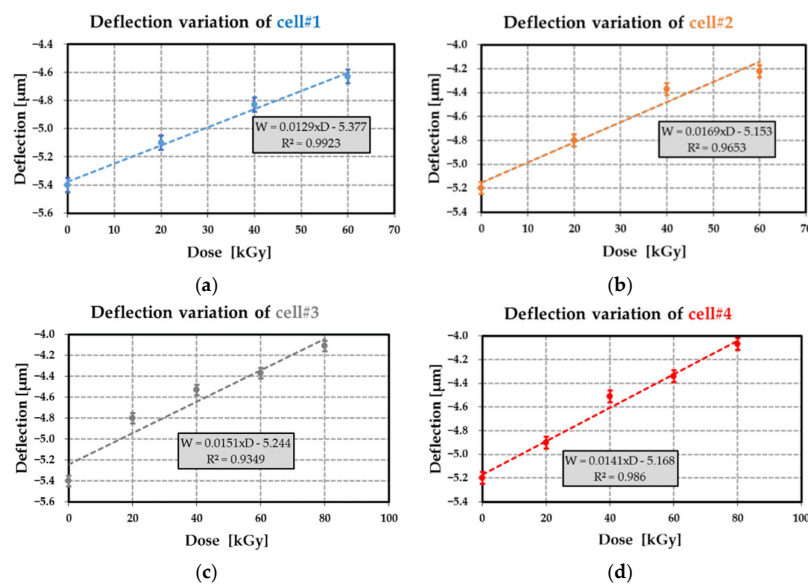 Deflection variation of cell#1
−4.4
−4.6
−4.8
−5.0
−5.2
−5.4
−5.6
Deflection [µm]
W = 0.0129xD - 5.377
R² = 0.9923
0 10 20 30 40 50 60 70
Dose [kGy]
(a)
Deflection variation of cell#2
−4.0
−4.2
−4.4
−4.6
−4.8
−5.0
−5.2
−5.4
Deflection [µm]
W = 0.0169xD - 5.153
R² = 0.9653
0 10 20 30 40 50 60 70
Dose [kGy]
(b)
Deflection variation of cell#3
−4.0
−4.2
−4.4
−4.6
−4.8
−5.0
−5.2
−5.4
−5.6
Deflection [µm]
W = 0.0151xD - 5.244
R² = 0.9349
0 20 40 60 80 100
Dose [kGy]
(c)
Deflection variation of cell#4
−4.0
−4.2
−4.4
−4.6
−4.8
−5.0
−5.2
−5.4
Deflection [µm]
W = 0.0141xD - 5.168
R² = 0.986
0 20 40 60 80 100
Dose [kGy]
(d)